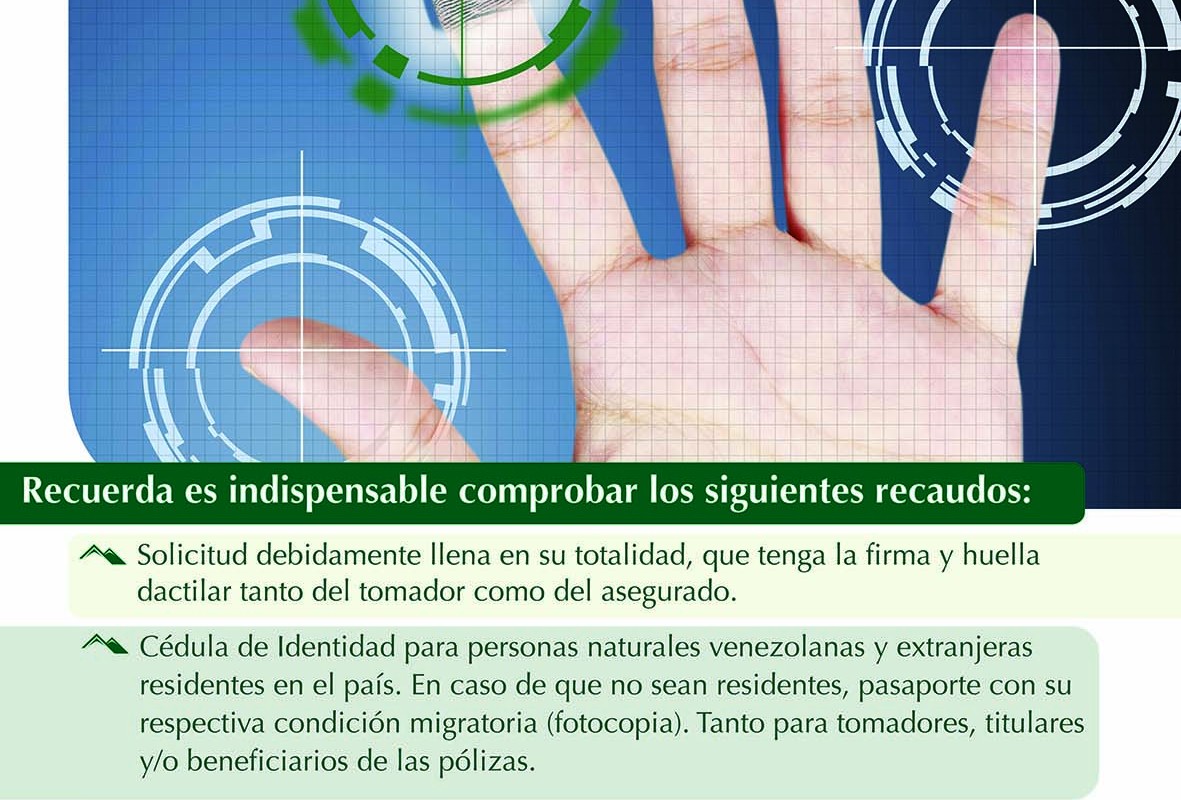 Recuerda es indispensable comprobar los siguientes recaudos:
Solicitud debidamente llena en su totalidad, que tenga la firma y huella
dactilar tanto del tomador como del asegurado.
Cédula de Identidad para personas naturales venezolanas y extranjeras
residentes en el país. En caso de que no sean residentes, pasaporte con su
respectiva condición migratoria (fotocopia). Tanto para tomadores, titulares
y/o beneficiarios de las pólizas.